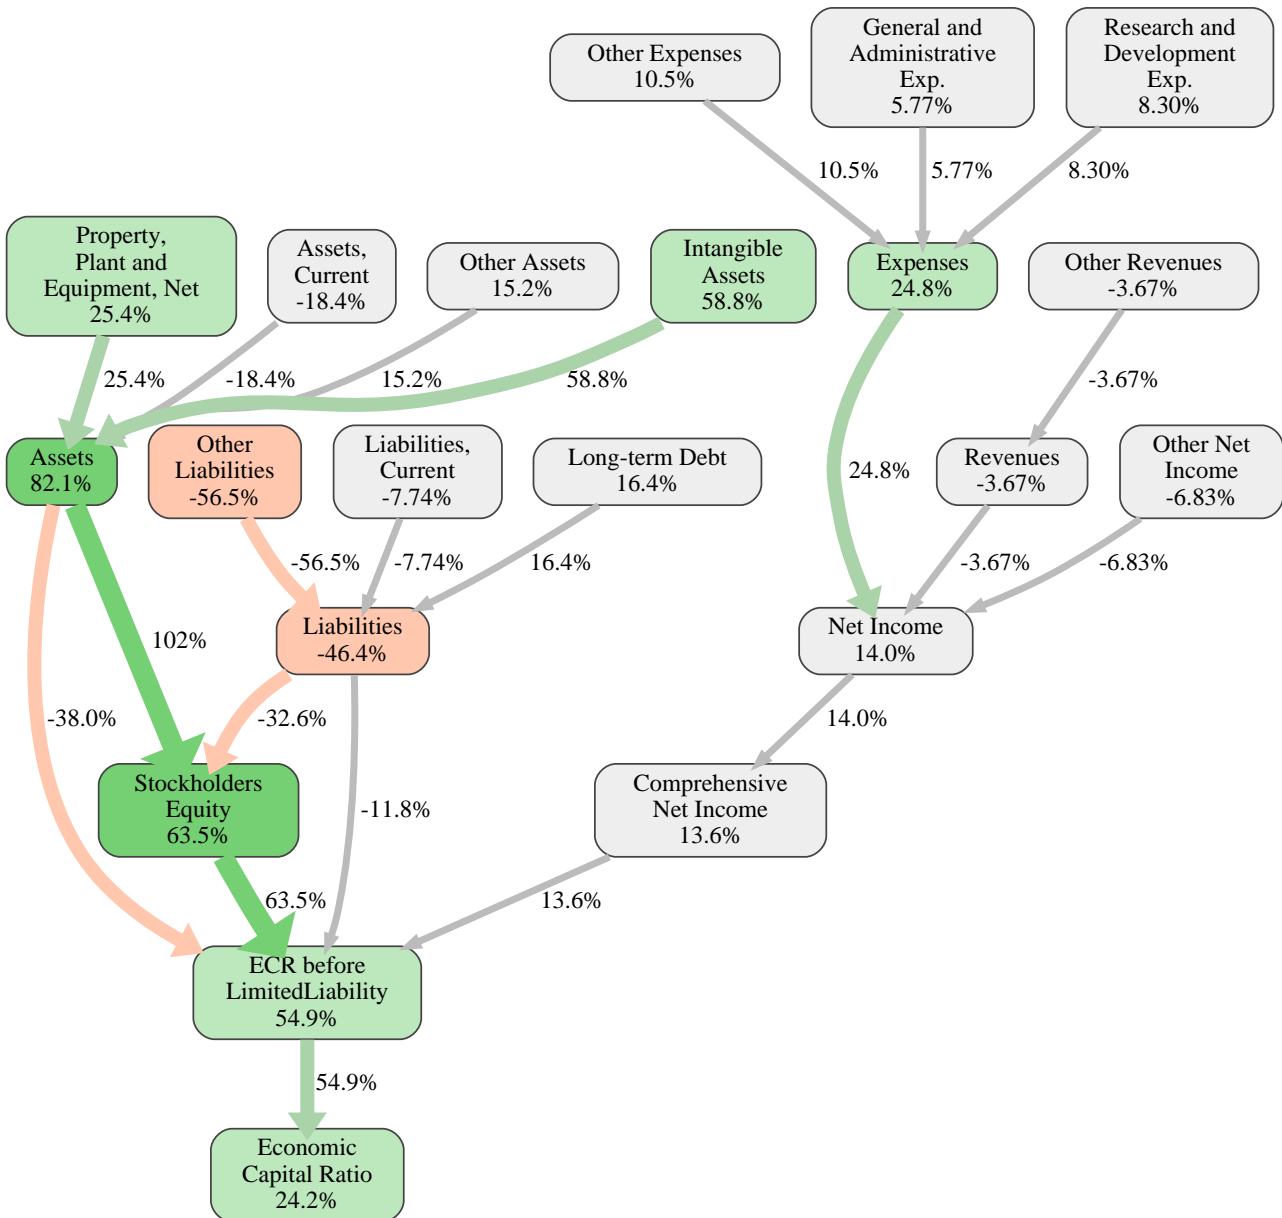 Other Expenses
10.5%
General and
Administrative
Exp.
5.77%
Research and
Development
Exp.
8.30%
10.5%
5.77%
8.30%
Property,
Plant and
Equipment, Net
25.4%
Assets,
Current
-18.4%
Other Assets
15.2%
Intangible
Assets
58.8%
Expenses
24.8%
Other Revenues
-3.67%
25.4%
-18.4%
15.2%
58.8%
-3.67%
Assets
82.1%
Other
Liabilities
-56.5%
Liabilities,
Current
-7.74%
Long-term Debt
16.4%
24.8%
Revenues
-3.67%
Other Net
Income
-6.83%
-56.5%
-7.74%
16.4%
-3.67%
-6.83%
102%
Liabilities
-46.4%
Net Income
14.0%
-38.0%
-32.6%
14.0%
Stockholders
Equity
63.5%
-11.8%
Comprehensive
Net Income
13.6%
63.5%
13.6%
ECR before
LimitedLiability
54.9%
54.9%
Economic
Capital Ratio
24.2%